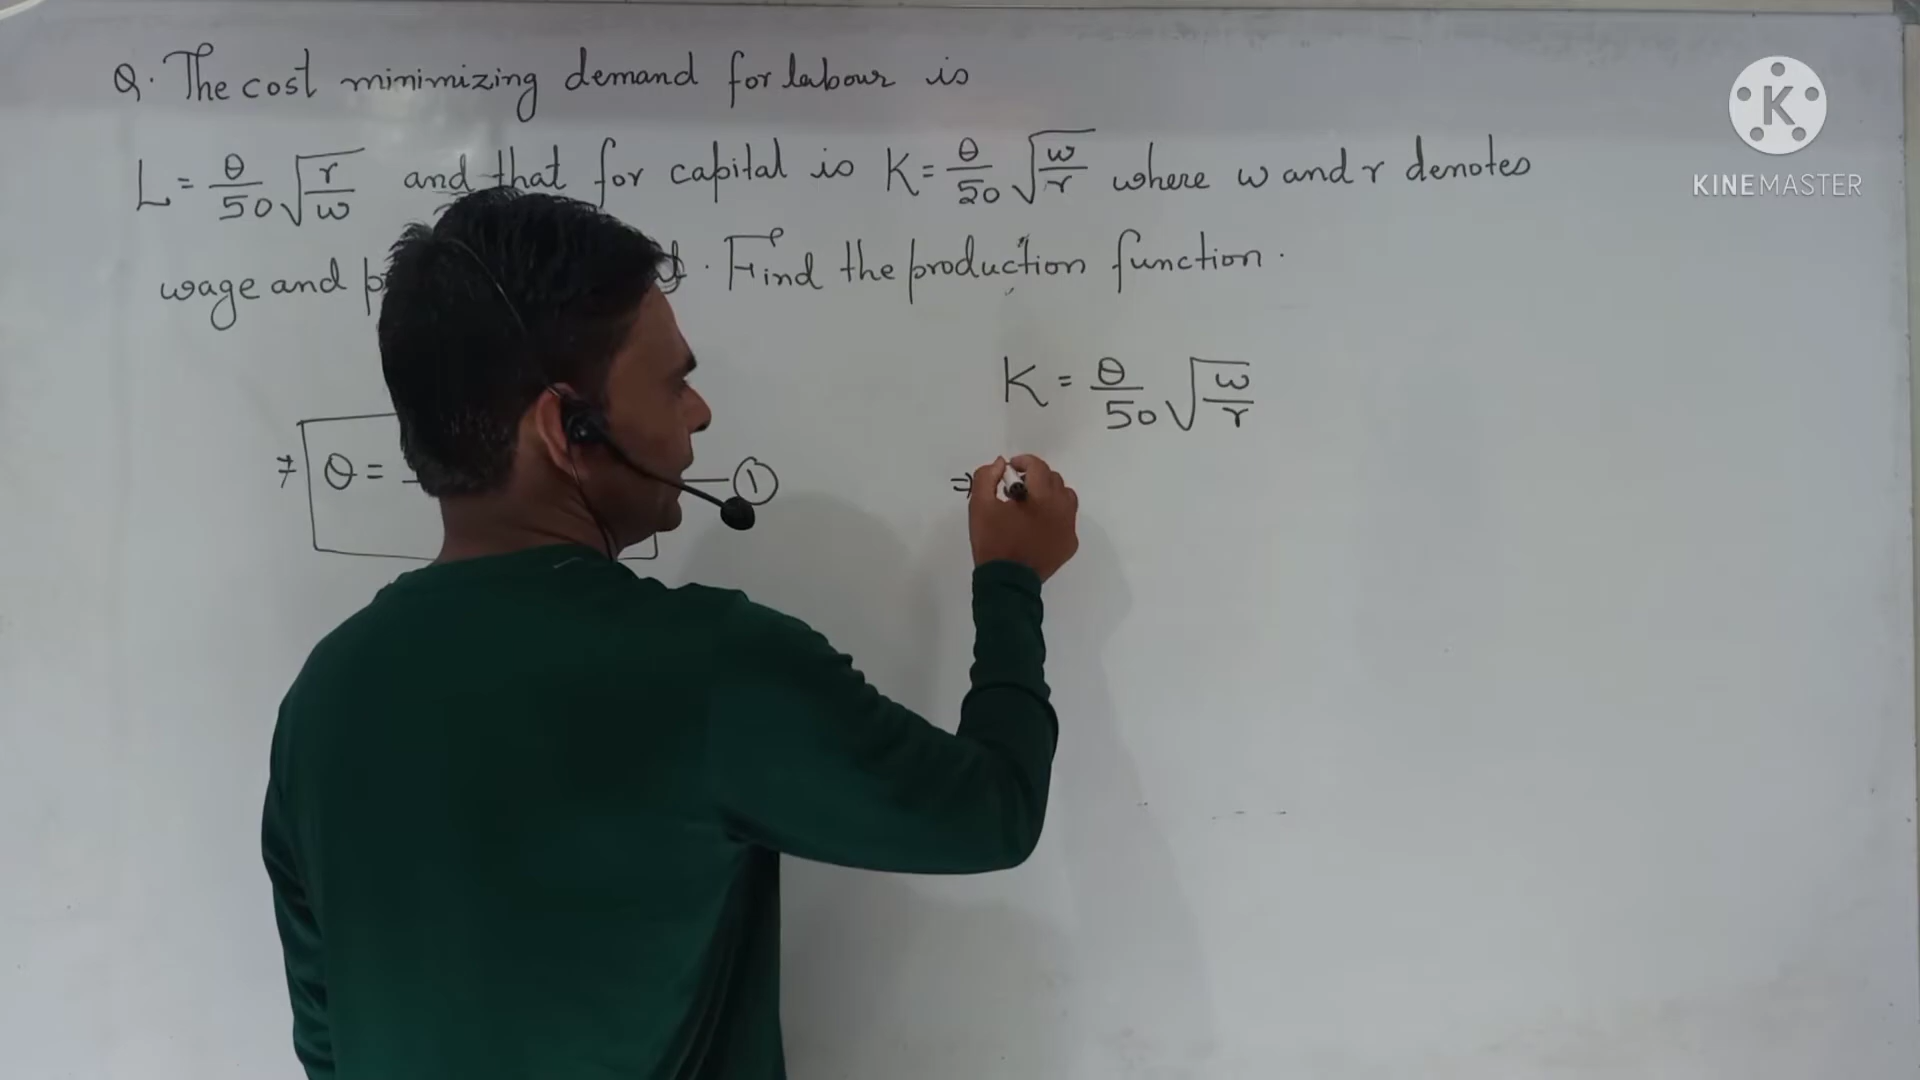 Q. The cost minimizing demand for labour is
L = θ/50 √(r/w) and that for capital is K = θ/50 √(w/r) where w and r denotes
wage and . Find the production function.
K = θ/50 √(w/r)
⇒ θ = — ①
⇒
K
KINEMASTER